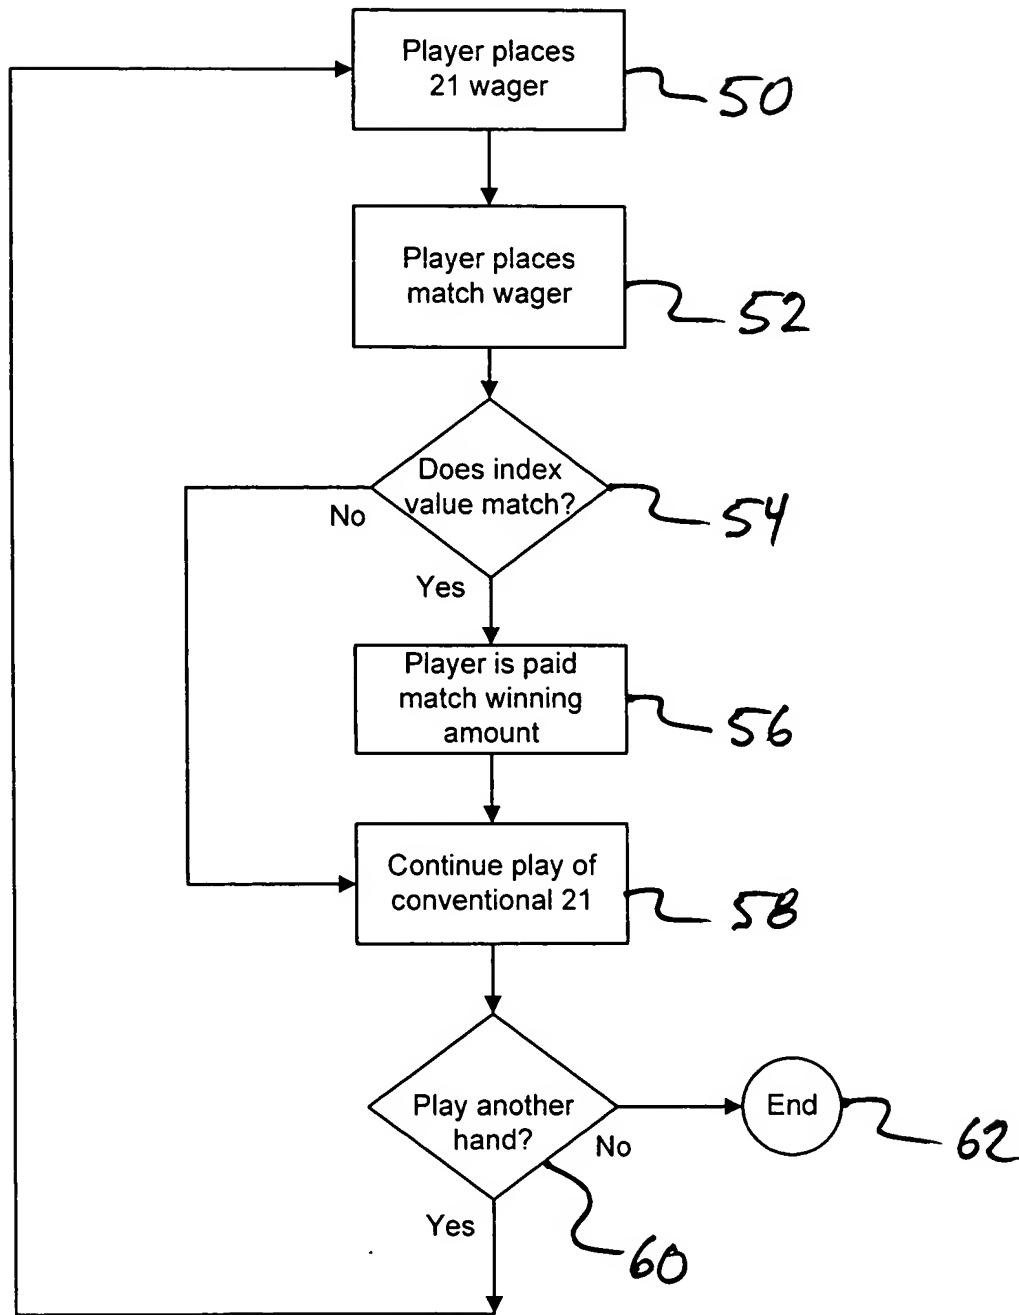 Player places
21 wager
50
Player places
match wager
52
Does index
value match?
54
No
Yes
Player is paid
match winning
amount
56
Continue play of
conventional 21
58
Play another
hand?
No
End
62
Yes
60